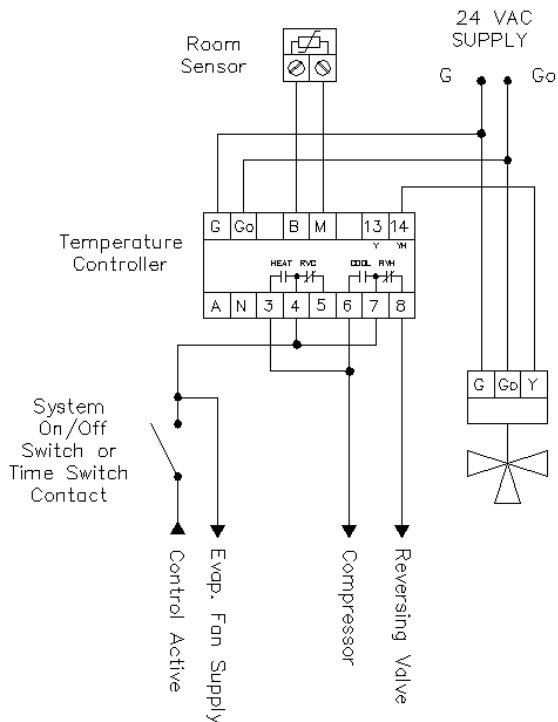 24 VAC
SUPPLY
Room
Sensor
G Go
G Go B M 13 14
Y YH
Temperature
Controller
HEAT RVC COOL RVH
A N 3 4 5 6 7 8
G Go Y
System
On/Off
Switch or
Time Switch
Contact
Control Active
Evap. Fan Supply
Compressor
Reversing Valve